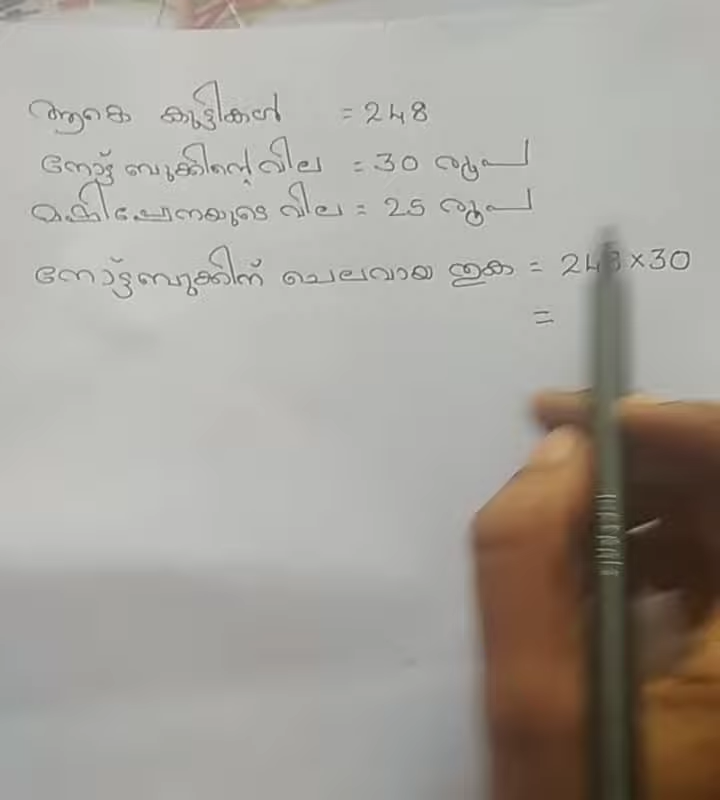 ആകെ കുട്ടികൾ = 248
നോട്ട് ബുക്കിന്റെ വില = 30 രൂപ
മഷിപേനയുടെ വില = 25 രൂപ
നോട്ട്ബുക്കിന് ചെലവായ തുക = 248×30
=